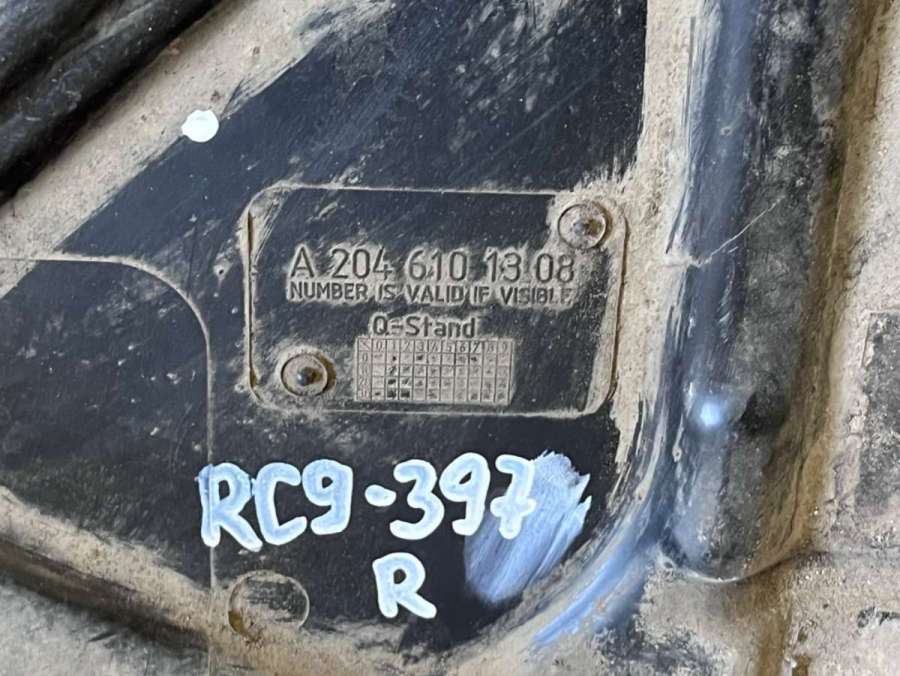 A 204 610 13 08
NUMBER IS VALID IF VISIBLE
Q-Stand
RC9-397
R